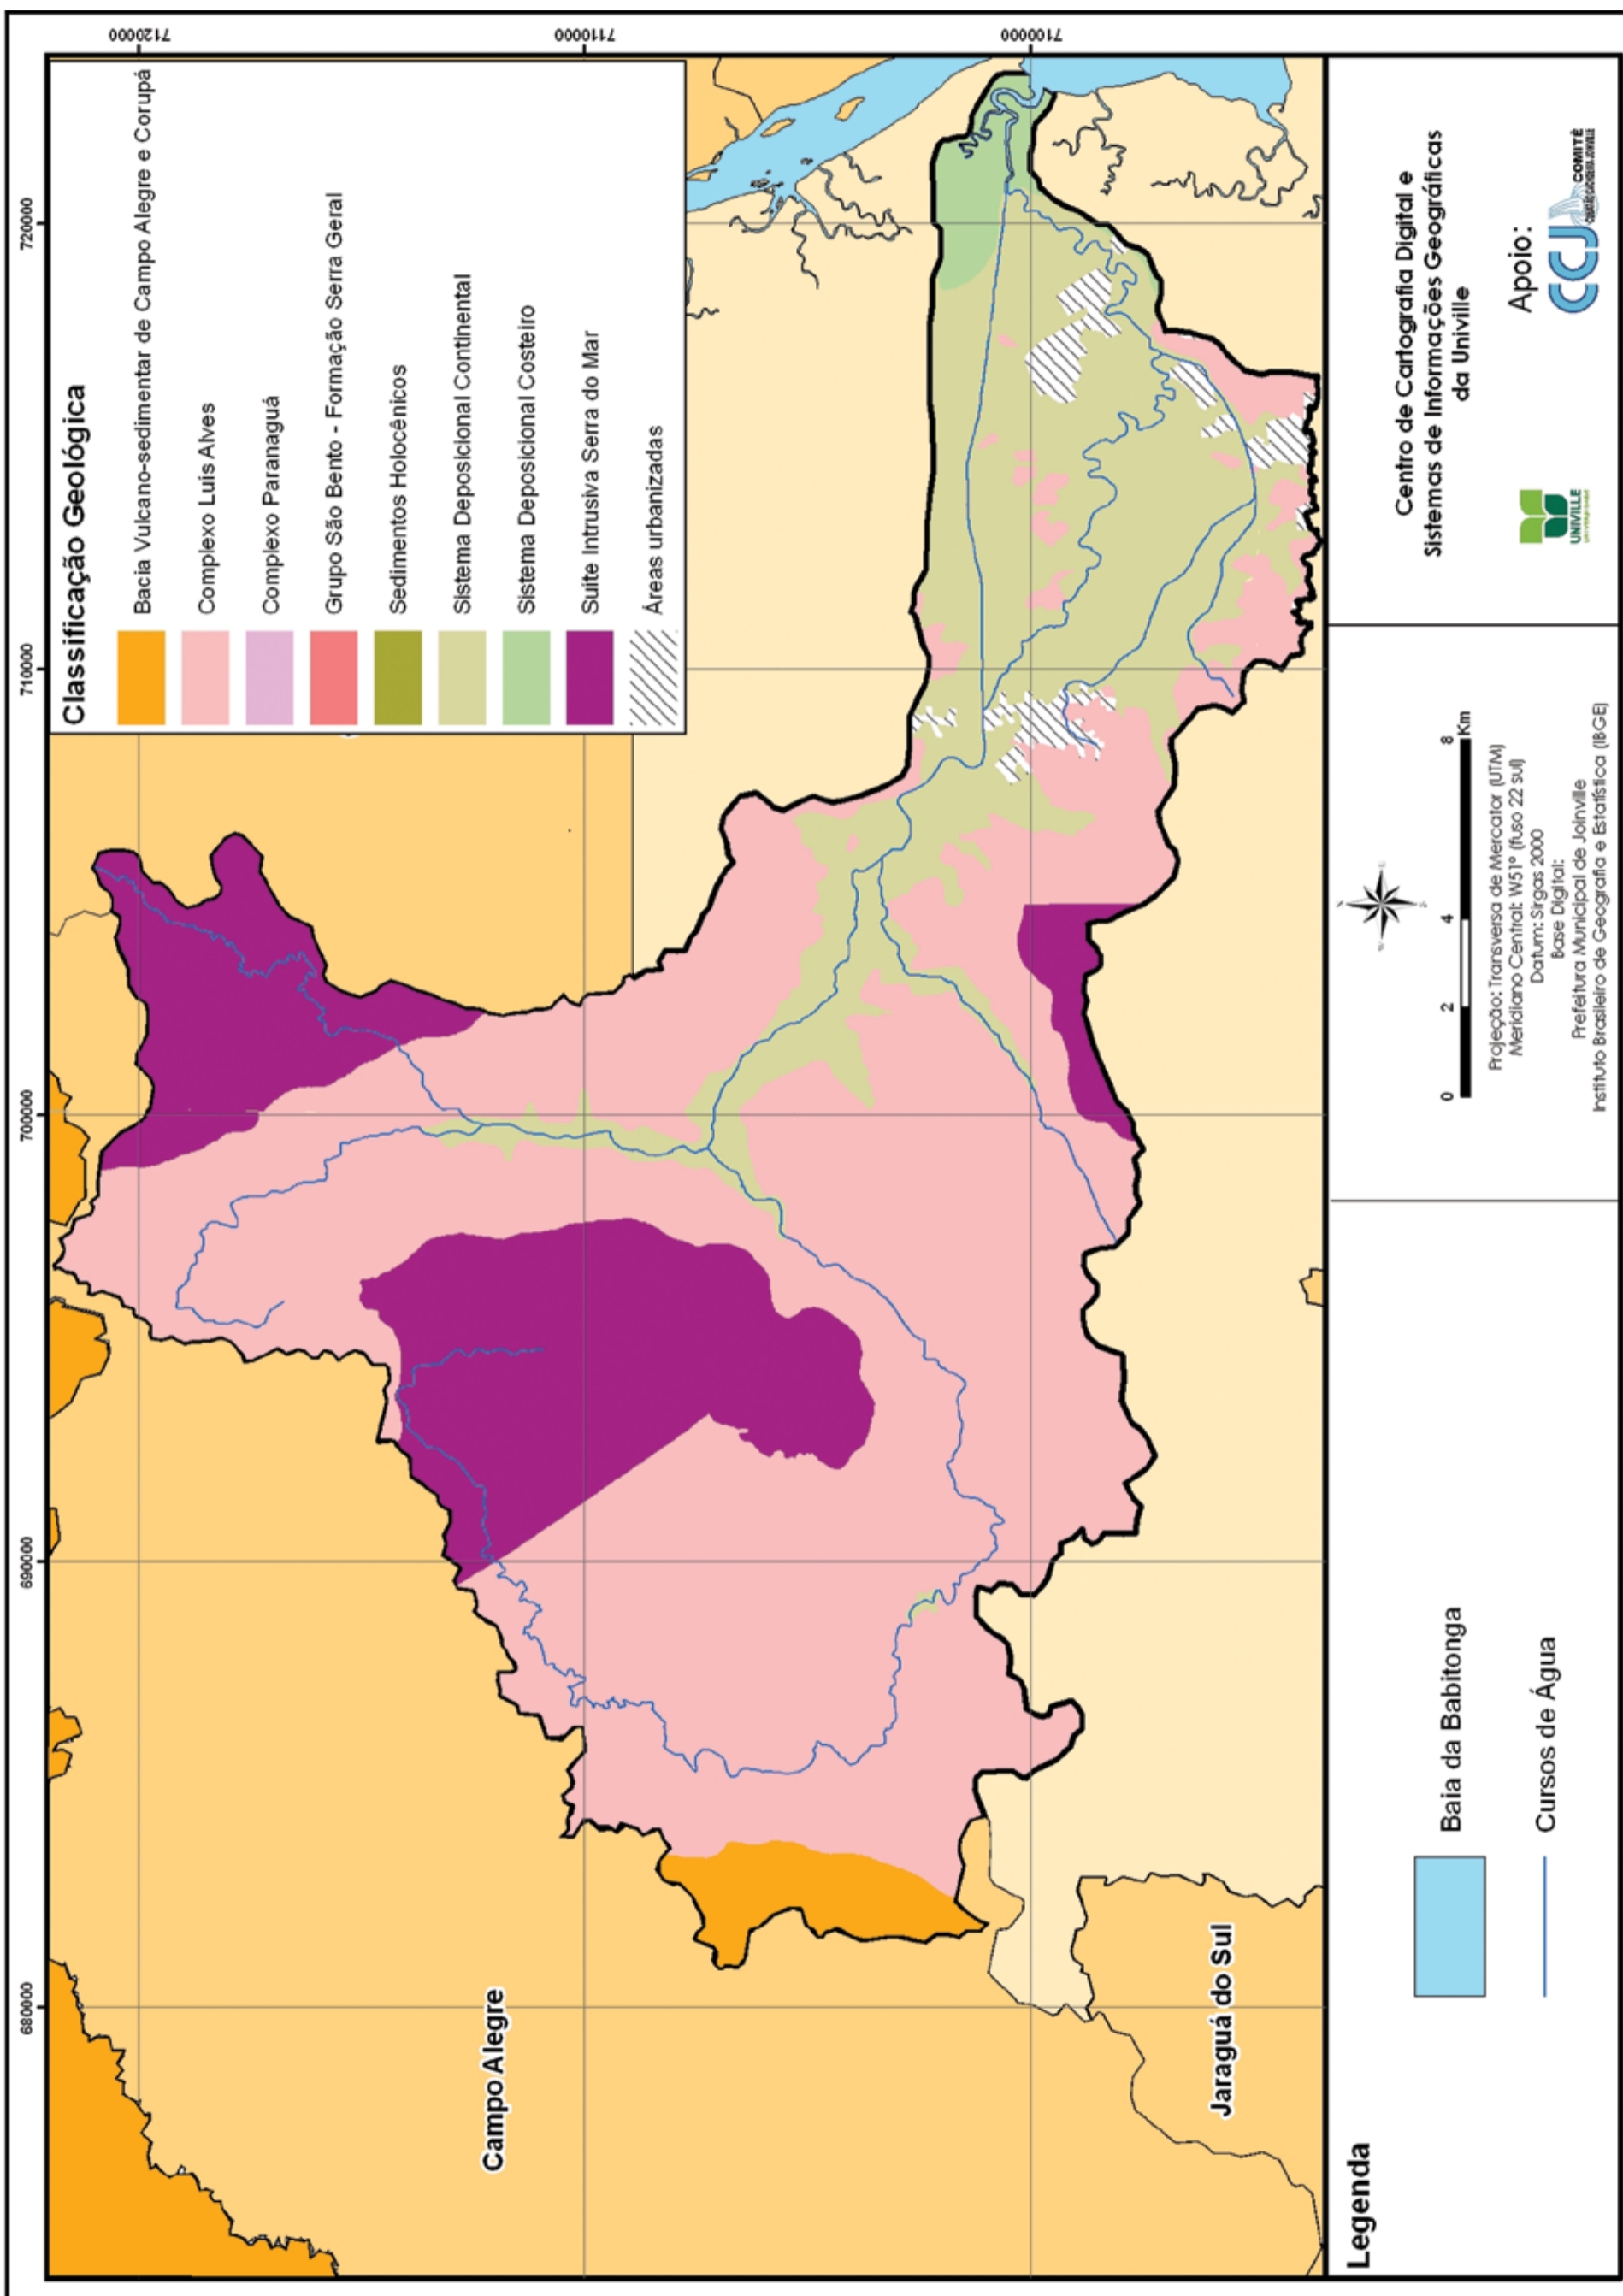 680000
690000
700000
710000
720000
7120000
7110000
7100000
Classificação Geológica
Bacia Vulcano-sedimentar de Campo Alegre e Corupá
Complexo Luis Alves
Complexo Paranaguá
Grupo São Bento - Formação Serra Geral
Sedimentos Holocênicos
Sistema Deposicional Continental
Sistema Deposicional Costeiro
Suite Intrusiva Serra do Mar
Áreas urbanizadas
Campo Alegre
Jaraguá do Sul
Legenda
Baia da Babitonga
Cursos de Água
0 2 4 8 Km
Projeção: Transversa de Mercator (UTM)
Meridiano Central: W51° (fuso 22 sul)
Datum: Sirgas 2000
Base Digital:
Prefeitura Municipal de Joinville
Instituto Brasileiro de Geografia e Estatística (IBGE)
Centro de Cartografia Digital e
Sistemas de Informações Geográficas
da Univille
UNIVILLE
Apoio:
CCJ COMITÊ